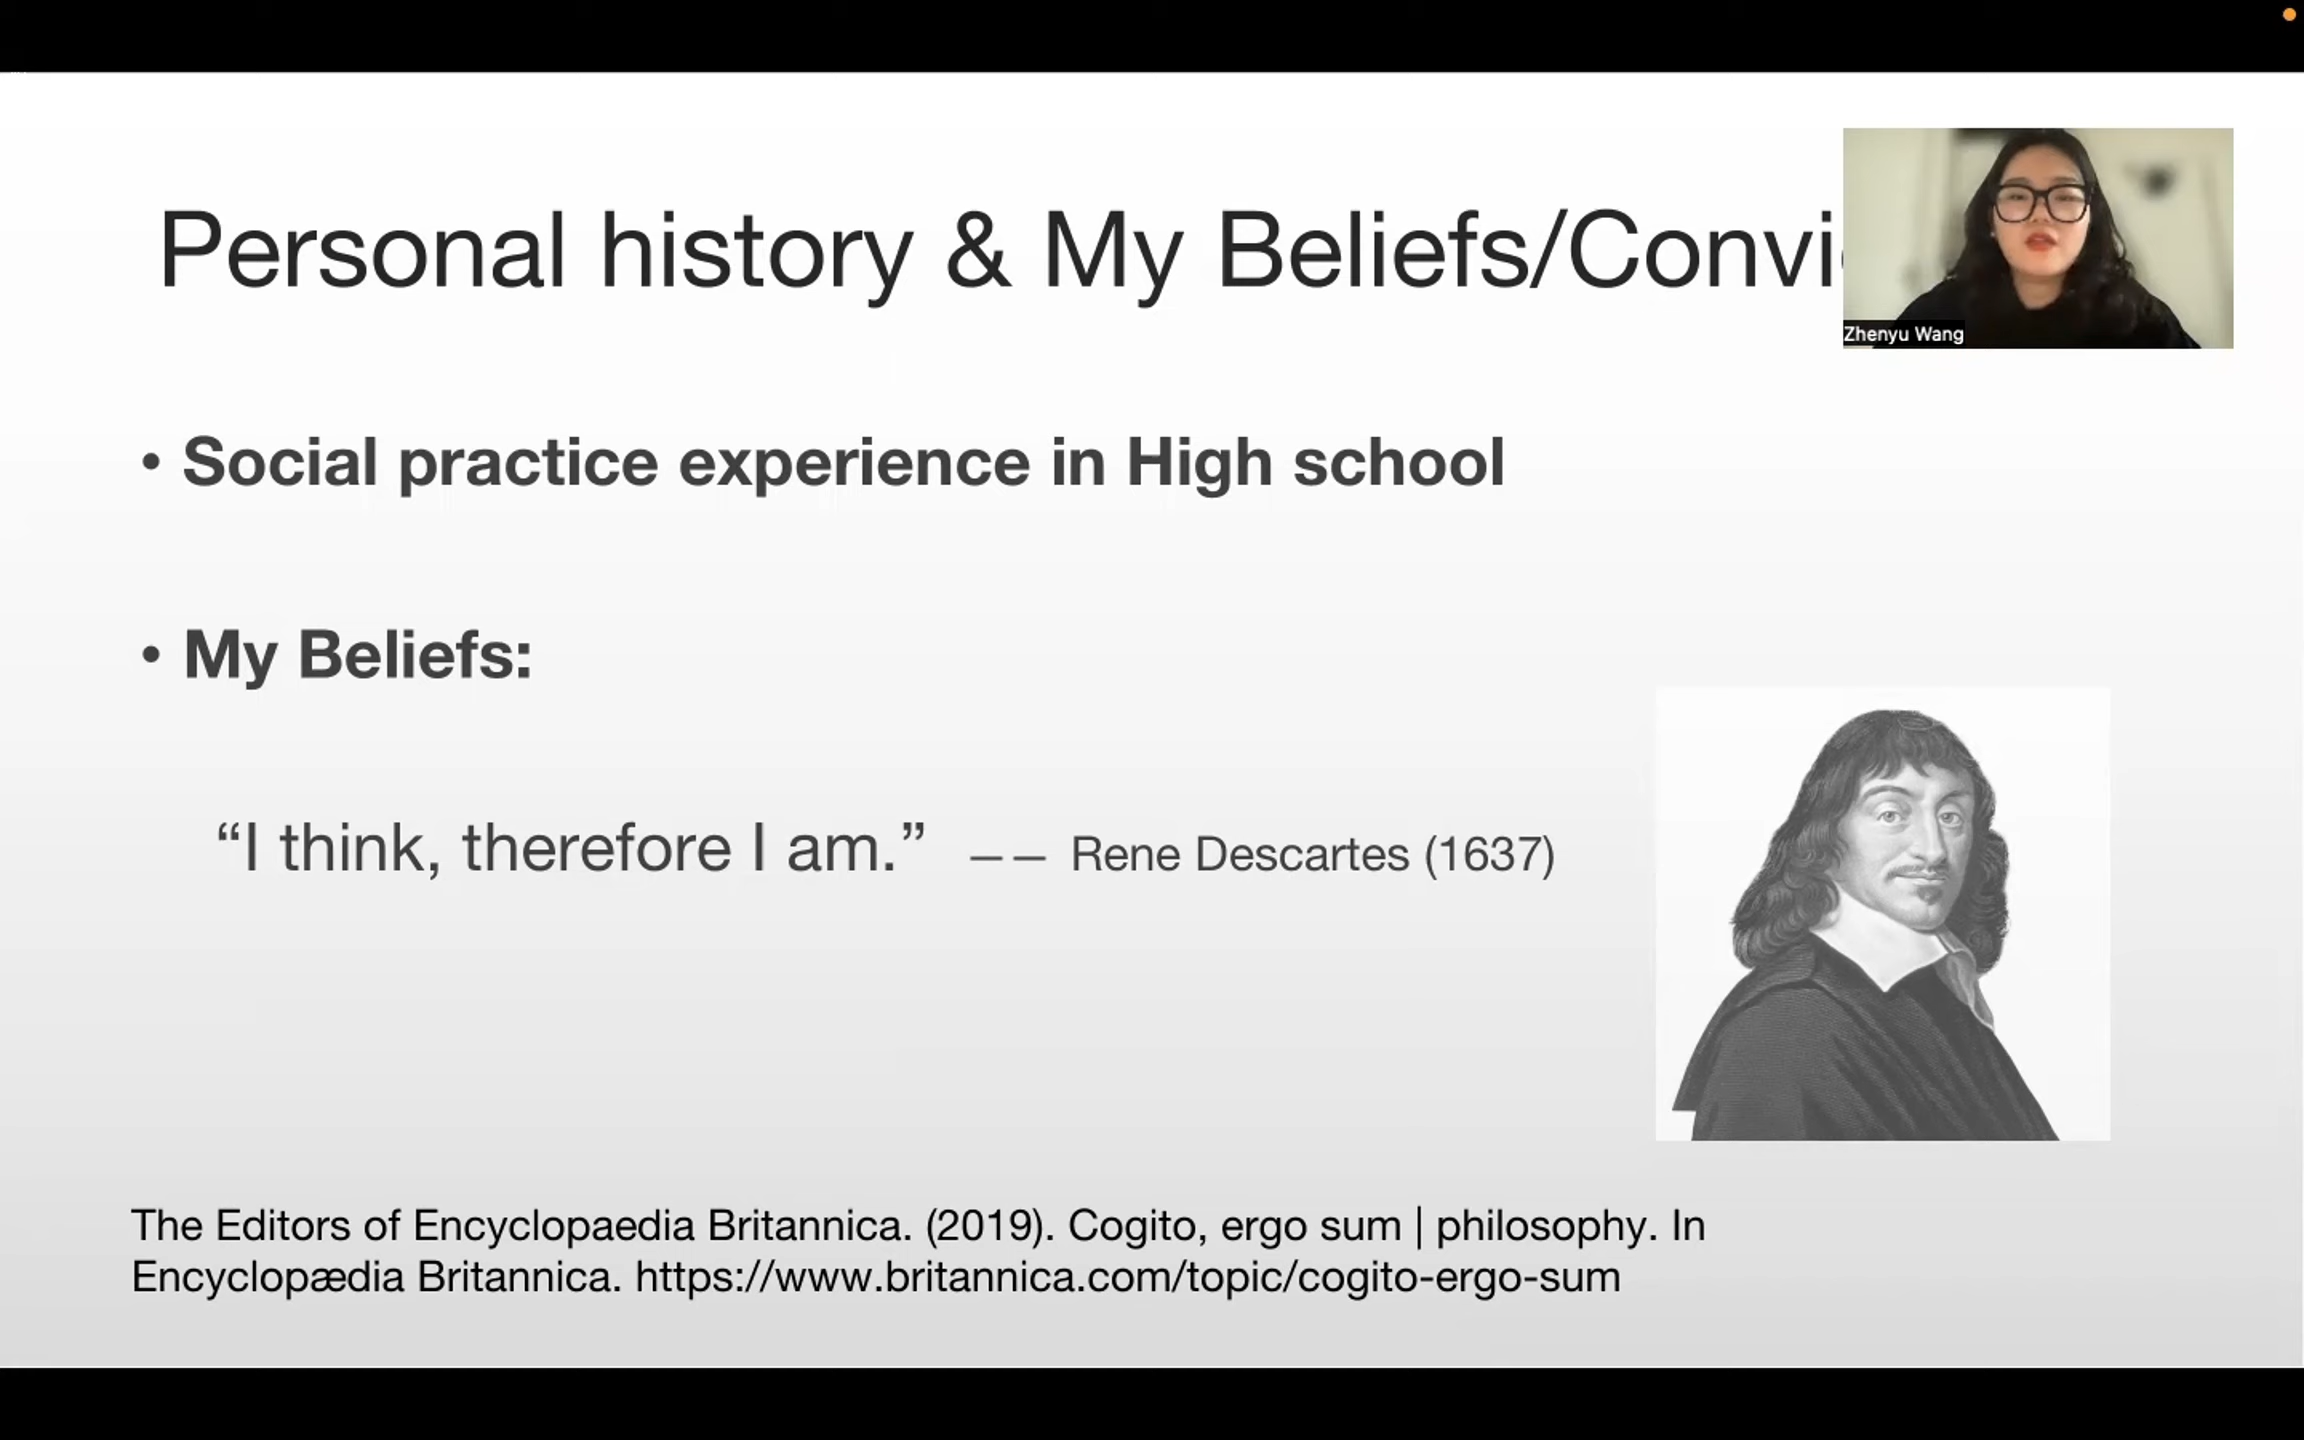 Personal history & My Beliefs/Convi
Zhenyu Wang
• Social practice experience in High school
• My Beliefs:
“I think, therefore I am.” –– Rene Descartes (1637)
The Editors of Encyclopaedia Britannica. (2019). Cogito, ergo sum | philosophy. In
Encyclopædia Britannica. https://www.britannica.com/topic/cogito-ergo-sum